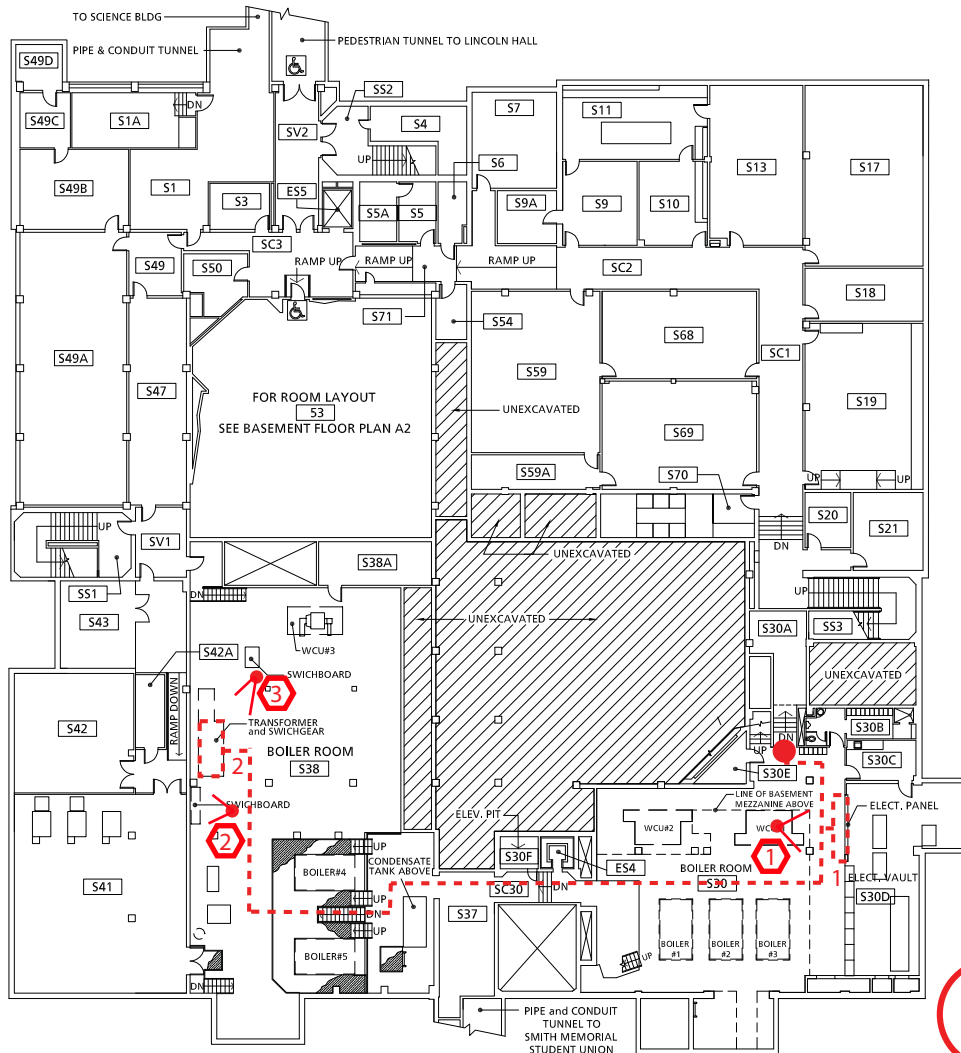 TO SCIENCE BLDG
PIPE & CONDUIT TUNNEL
PEDESTRIAN TUNNEL TO LINCOLN HALL
S49D
SS2
S7
S11
S49C
S1A
DN
SV2
S4
S13
S17
UP
S6
S49B
S1
S3
ES5
S5A
S5
S9A
S9
S10
SC3
S49
S50
RAMP UP
RAMP UP
RAMP UP
SC2
S18
S71
S54
S68
SC1
S49A
S47
S59
S19
FOR ROOM LAYOUT
53
SEE BASEMENT FLOOR PLAN A2
UNEXCAVATED
S69
S59A
S70
UP
UP
UP
SV1
S20
S21
DN
UNEXCAVATED
S38A
SS1
DN
UP
S43
UNEXCAVATED
S30A
SS3
WCU#3
S42A
SWICHBOARD
UNEXCAVATED
3
S42
RAMP DOWN
TRANSFORMER
and SWICHGEAR
BOILER ROOM
S38
2
S30B
DN
UP
S30E
S30C
SWICHBOARD
LINE OF BASEMENT
MEZZANINE ABOVE
ELECT. PANEL
ELEV. PIT
WCU#2
WCU
2
UP
S30F
ES4
1
CONDENSATE
TANK ABOVE
BOILER#4
BOILER ROOM
S30
1
ELECT. VAULT
S41
SC30
DN
S30D
UP
DN
UP
S37
BOILER
#1
BOILER
#2
BOILER
#3
BOILER#5
UP
DN
PIPE and CONDUIT
TUNNEL TO
SMITH MEMORIAL
STUDENT UNION